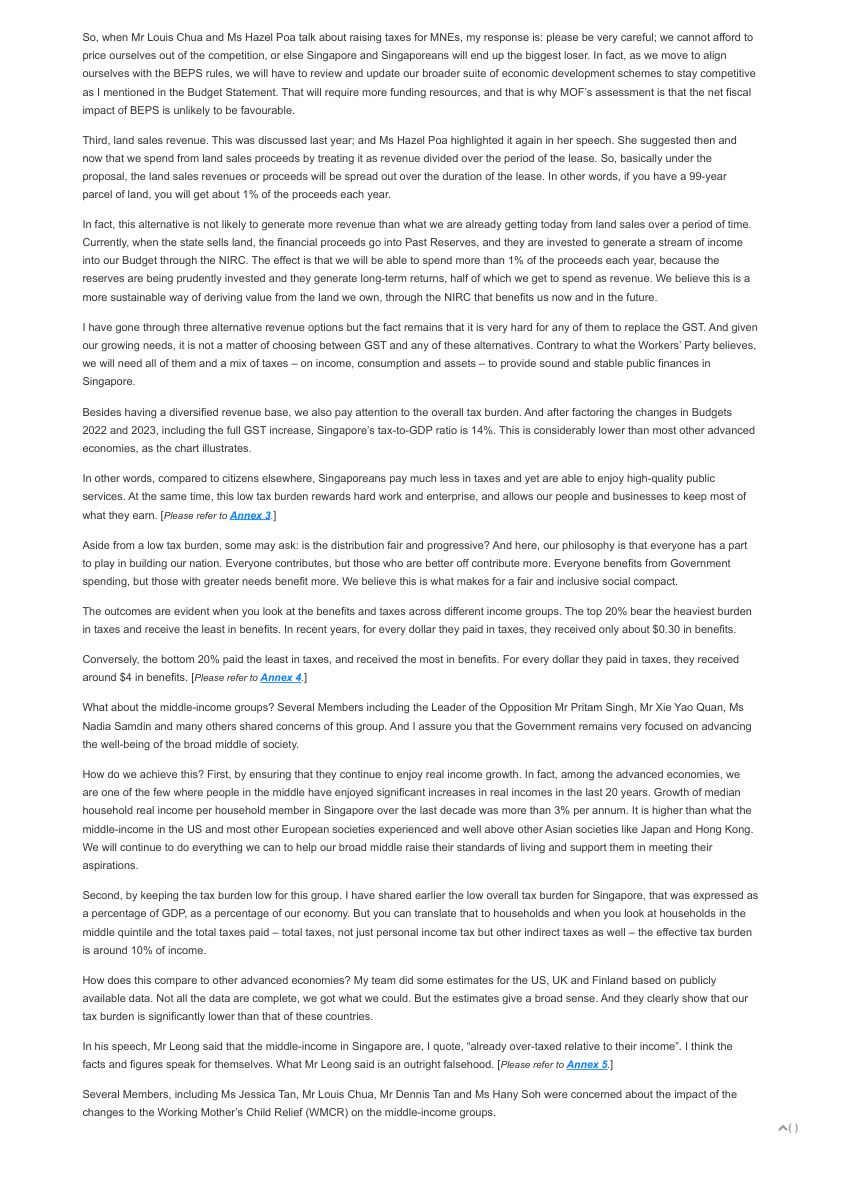 So, when Mr Louis Chua and Ms Hazel Poa talk about raising taxes for MNEs, my response is: please be very careful; we cannot afford to
price ourselves out of the competition, or else Singapore and Singaporeans will end up the biggest loser. In fact, as we move to align
ourselves with the BEPS rules, we will have to review and update our broader suite of economic development schemes to stay competitive
as I mentioned in the Budget Statement. That will require more funding resources, and that is why MOF's assessment is that the net fiscal
impact of BEPS is unlikely to be favourable.
Third, land sales revenue. This was discussed last year; and Ms Hazel Poa highlighted it again in her speech. She suggested then and
now that we spend from land sales proceeds by treating it as revenue divided over the period of the lease. So, basically under the
proposal, the land sales revenues or proceeds will be spread out over the duration of the lease. In other words, if you have a 99-year
parcel of land, you will get about 1% of the proceeds each year.
In fact, this alternative is not likely to generate more revenue than what we are already getting today from land sales over a period of time.
Currently, when the state sells land, the financial proceeds go into Past Reserves, and they are invested to generate a stream of income
into our Budget through the NIRC. The effect is that we will be able to spend more than 1% of the proceeds each year, because the
reserves are being prudently invested and they generate long-term returns, half of which we get to spend as revenue. We believe this is a
more sustainable way of deriving value from the land we own, through the NIRC that benefits us now and in the future.
I have gone through three alternative revenue options but the fact remains that it is very hard for any of them to replace the GST. And given
our growing needs, it is not a matter of choosing between GST and any of these alternatives. Contrary to what the Workers' Party believes,
we will need all of them and a mix of taxes – on income, consumption and assets – to provide sound and stable public finances in
Singapore.
Besides having a diversified revenue base, we also pay attention to the overall tax burden. And after factoring the changes in Budgets
2022 and 2023, including the full GST increase, Singapore's tax-to-GDP ratio is 14%. This is considerably lower than most other advanced
economies, as the chart illustrates.
In other words, compared to citizens elsewhere, Singaporeans pay much less in taxes and yet are able to enjoy high-quality public
services. At the same time, this low tax burden rewards hard work and enterprise, and allows our people and businesses to keep most of
what they earn. [Please refer to Annex 3.]
Aside from a low tax burden, some may ask: is the distribution fair and progressive? And here, our philosophy is that everyone has a part
to play in building our nation. Everyone contributes, but those who are better off contribute more. Everyone benefits from Government
spending, but those with greater needs benefit more. We believe this is what makes for a fair and inclusive social compact.
The outcomes are evident when you look at the benefits and taxes across different income groups. The top 20% bear the heaviest burden
in taxes and receive the least in benefits. In recent years, for every dollar they paid in taxes, they received only about $0.30 in benefits.
Conversely, the bottom 20% paid the least in taxes, and received the most in benefits. For every dollar they paid in taxes, they received
around $4 in benefits. [Please refer to Annex 4.]
What about the middle-income groups? Several Members including the Leader of the Opposition Mr Pritam Singh, Mr Xie Yao Quan, Ms
Nadia Samdin and many others shared concerns of this group. And I assure you that the Government remains very focused on advancing
the well-being of the broad middle of society.
How do we achieve this? First, by ensuring that they continue to enjoy real income growth. In fact, among the advanced economies, we
are one of the few where people in the middle have enjoyed significant increases in real incomes in the last 20 years. Growth of median
household real income per household member in Singapore over the last decade was more than 3% per annum. It is higher than what the
middle-income in the US and most other European societies experienced and well above other Asian societies like Japan and Hong Kong.
We will continue to do everything we can to help our broad middle raise their standards of living and support them in meeting their
aspirations.
Second, by keeping the tax burden low for this group. I have shared earlier the low overall tax burden for Singapore, that was expressed as
a percentage of GDP, as a percentage of our economy. But you can translate that to households and when you look at households in the
middle quintile and the total taxes paid – total taxes, not just personal income tax but other indirect taxes as well – the effective tax burden
is around 10% of income.
How does this compare to other advanced economies? My team did some estimates for the US, UK and Finland based on publicly
available data. Not all the data are complete, we got what we could. But the estimates give a broad sense. And they clearly show that our
tax burden is significantly lower than that of these countries.
In his speech, Mr Leong said that the middle-income in Singapore are, I quote, "already over-taxed relative to their income". I think the
facts and figures speak for themselves. What Mr Leong said is an outright falsehood. [Please refer to Annex 5.]
Several Members, including Ms Jessica Tan, Mr Louis Chua, Mr Dennis Tan and Ms Hany Soh were concerned about the impact of the
changes to the Working Mother's Child Relief (WMCR) on the middle-income groups.
( )